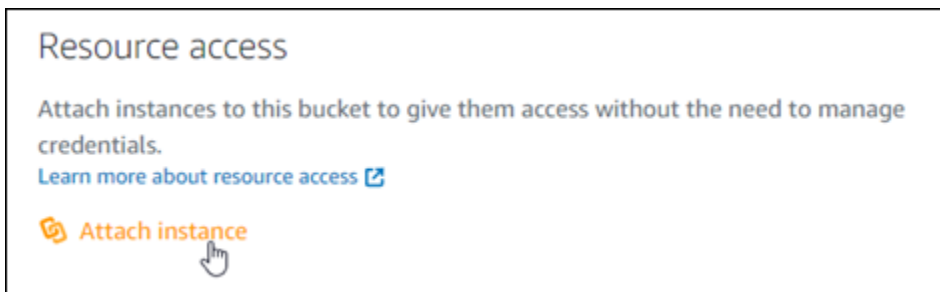 Resource access
Attach instances to this bucket to give them access without the need to manage
credentials.
Learn more about resource access
Attach instance